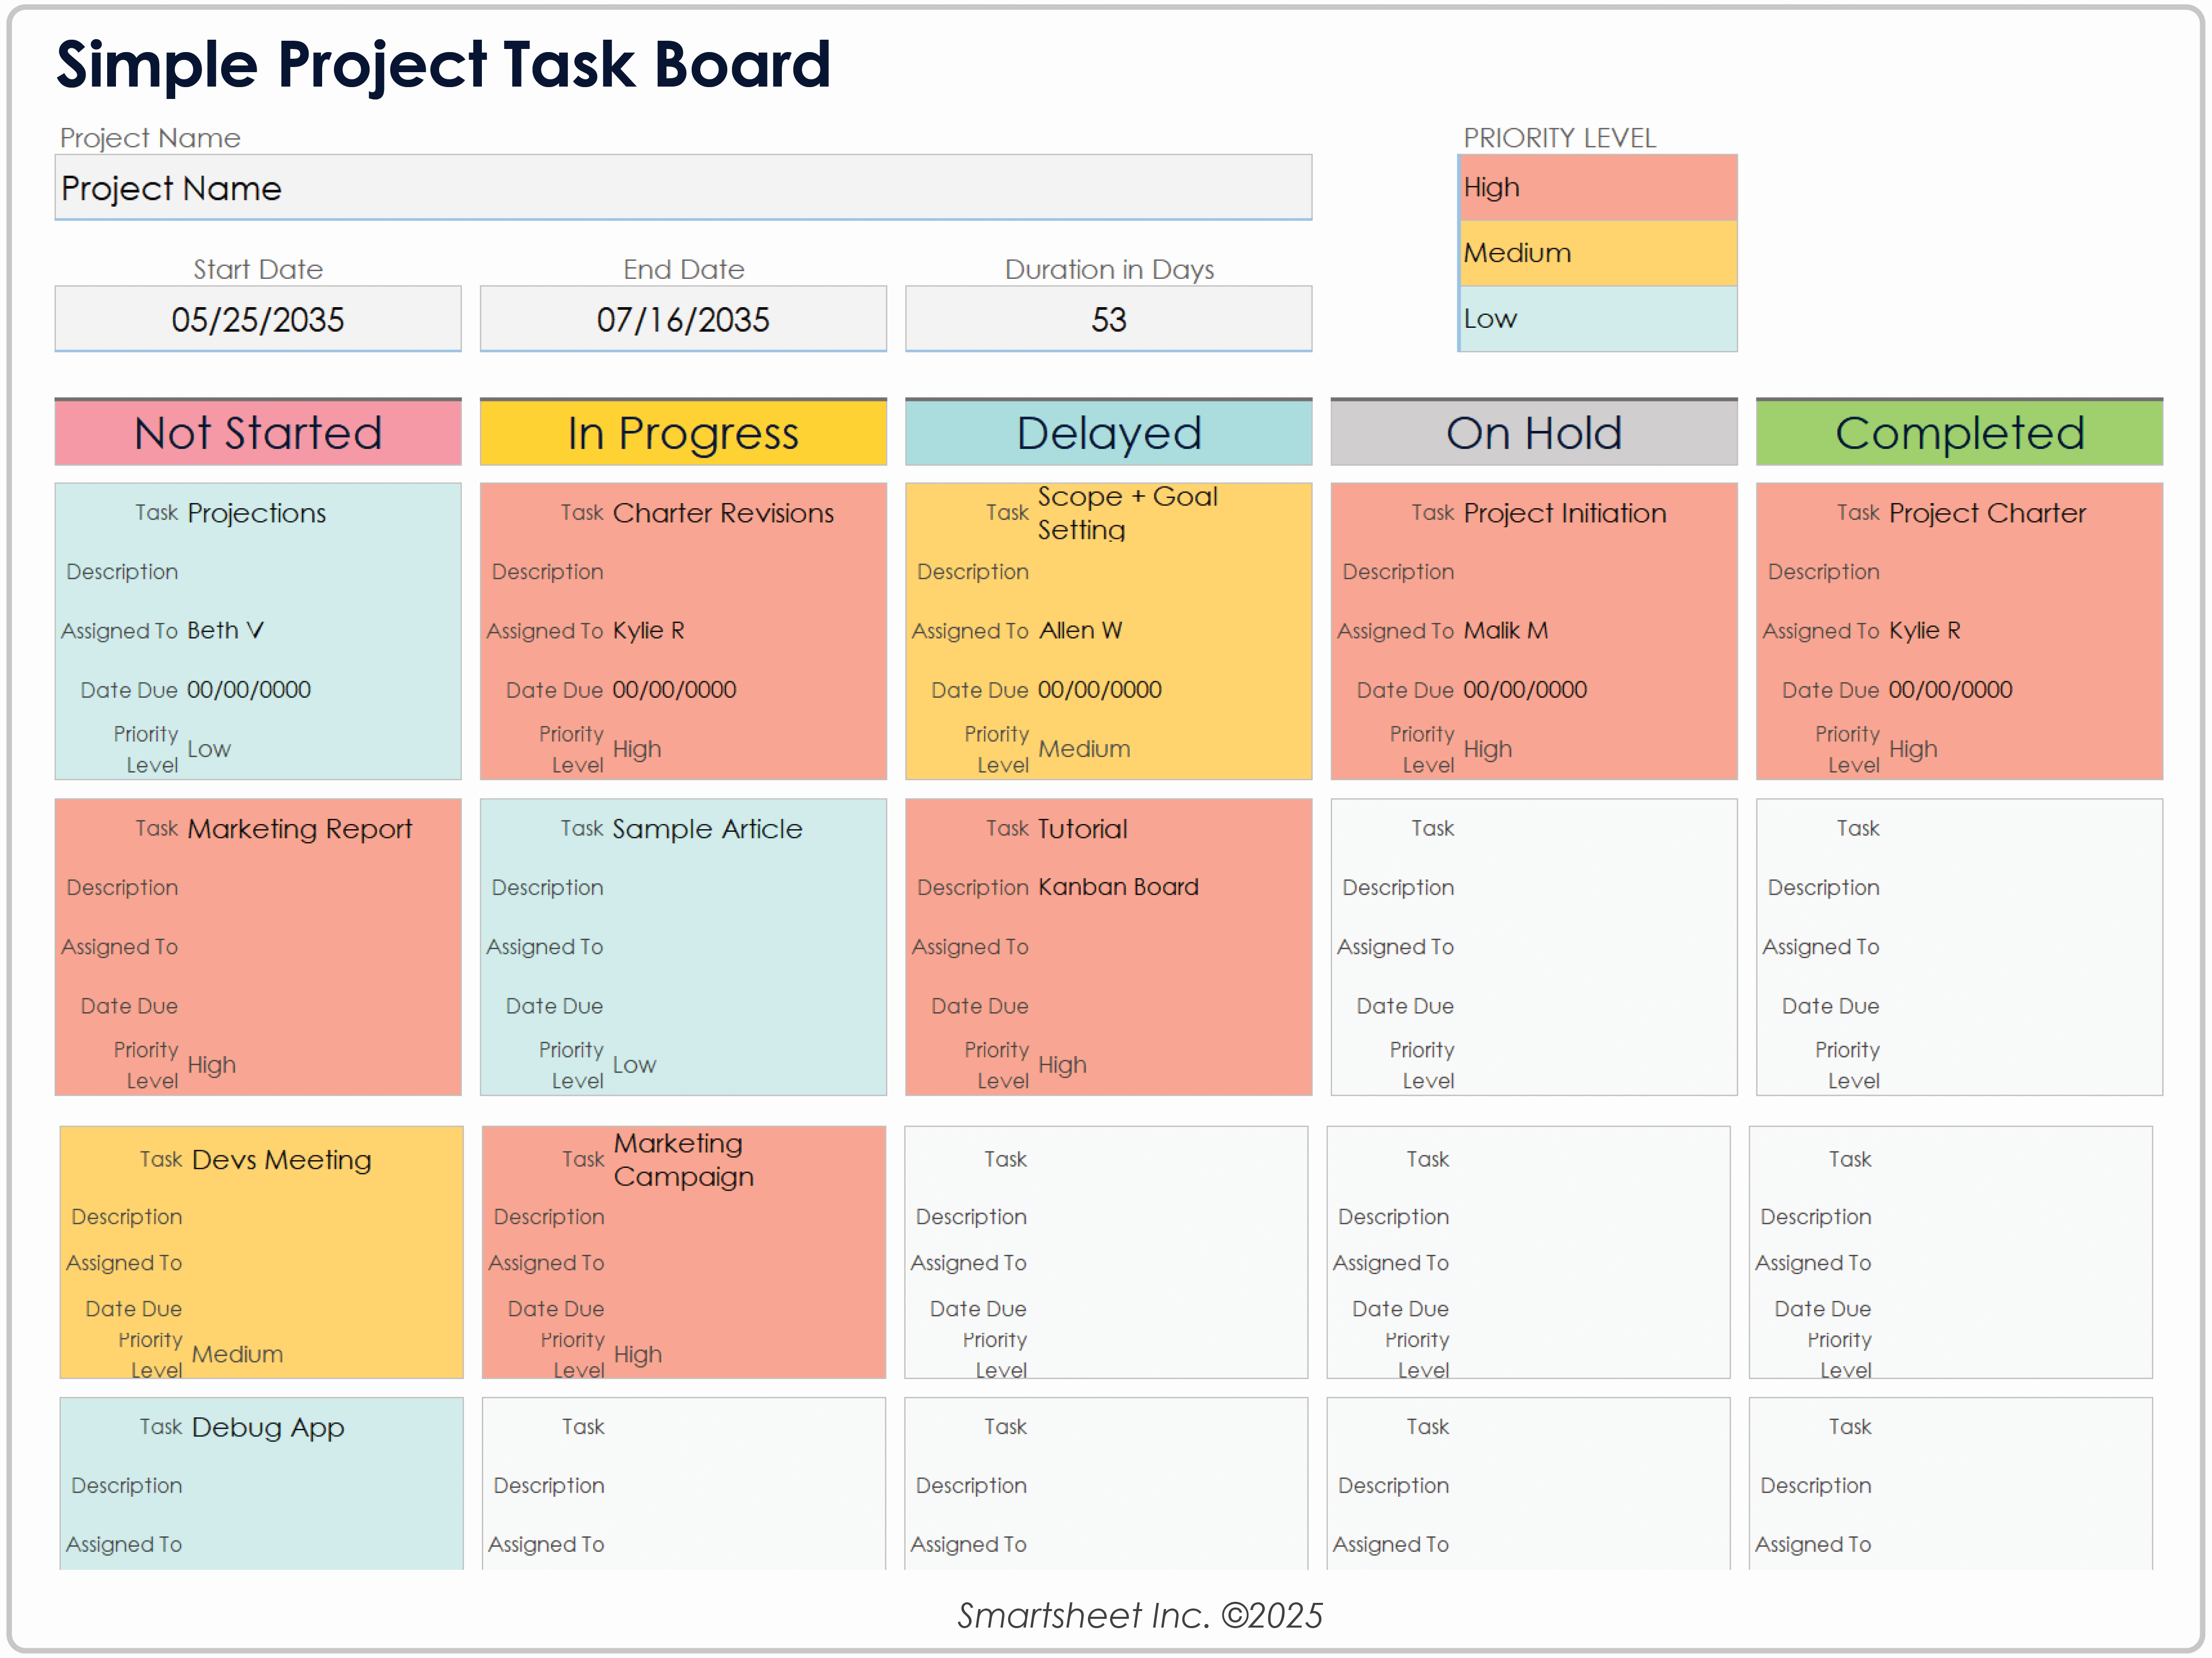 Simple Project Task Board
Project Name
PRIORITY LEVEL
Project Name
High
Medium
Low
Start Date
End Date
Duration in Days
05/25/2035
07/16/2035
53
Not Started
In Progress
Delayed
On Hold
Completed
Task Projections
Description
Assigned To Beth V
Date Due 00/00/0000
Priority
Level
Low
Task Charter Revisions
Description
Assigned To Kylie R
Date Due 00/00/0000
Priority
Level
High
Task
Scope + Goal
Setting
Description
Assigned To Allen W
Date Due 00/00/0000
Priority
Level
Medium
Task Project Initiation
Description
Assigned To Malik M
Date Due 00/00/0000
Priority
Level
High
Task Project Charter
Description
Assigned To Kylie R
Date Due 00/00/0000
Priority
Level
High
Task Marketing Report
Description
Assigned To
Date Due
Priority
Level
High
Task Sample Article
Description
Assigned To
Date Due
Priority
Level
Low
Task Tutorial
Description Kanban Board
Assigned To
Date Due
Priority
Level
High
Task
Description
Assigned To
Date Due
Priority
Level
Task
Description
Assigned To
Date Due
Priority
Level
Task Devs Meeting
Description
Assigned To
Date Due
Priority
Level
Medium
Task
Marketing
Campaign
Description
Assigned To
Date Due
Priority
Level
High
Task
Description
Assigned To
Date Due
Priority
Level
Task
Description
Assigned To
Date Due
Priority
Level
Task
Description
Assigned To
Date Due
Priority
Level
Task Debug App
Description
Assigned To
Task
Description
Assigned To
Task
Description
Assigned To
Task
Description
Assigned To
Task
Description
Assigned To
Smartsheet Inc. ©2025